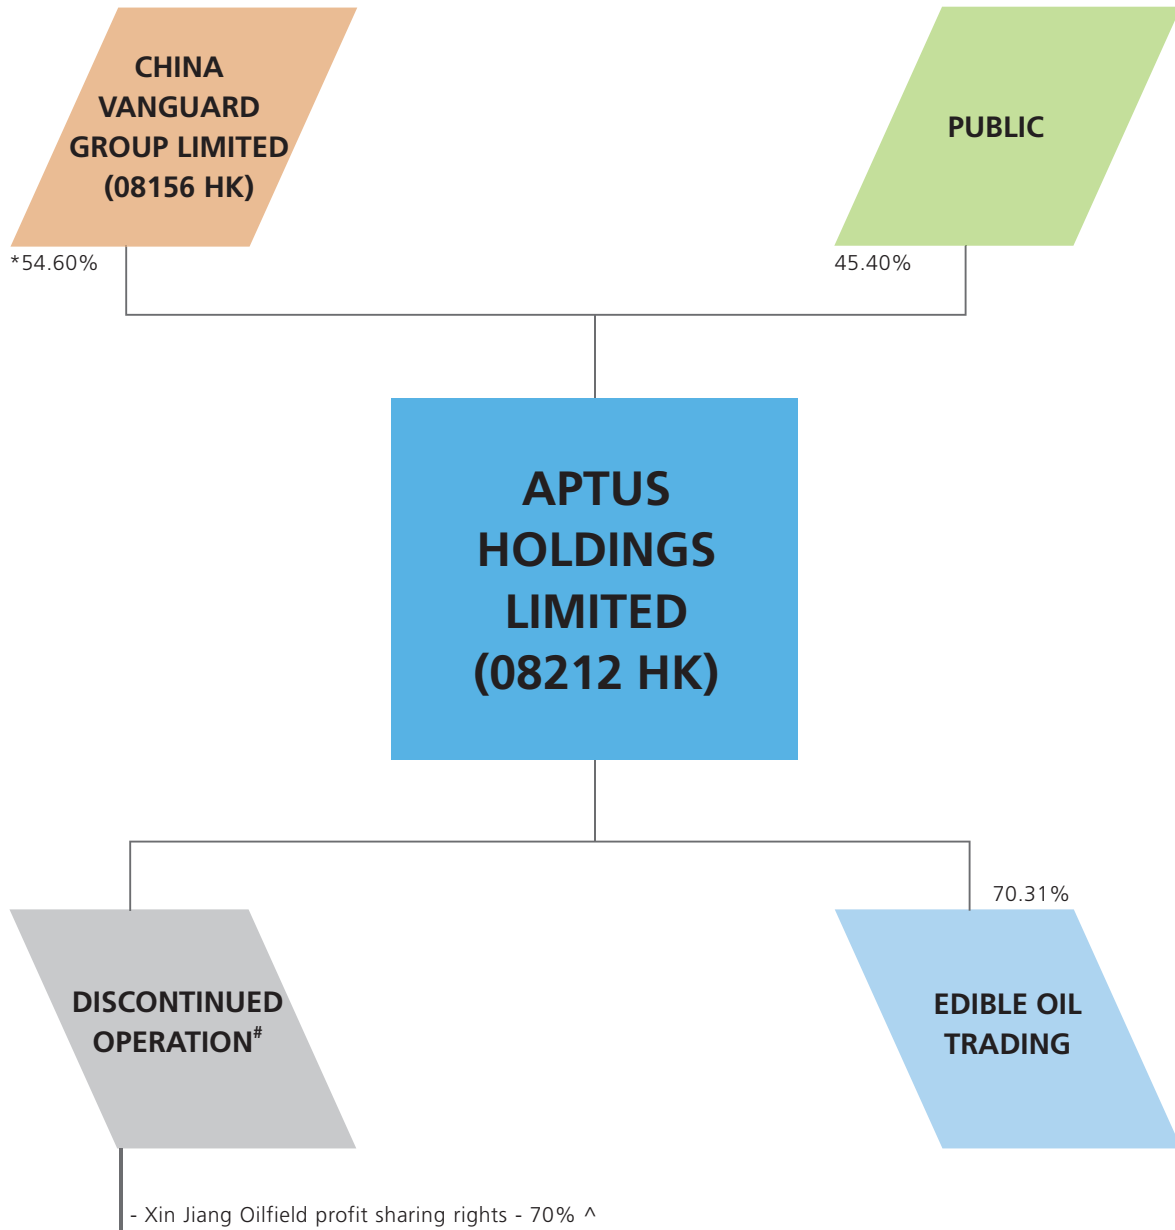 CHINA
VANGUARD
GROUP LIMITED
(08156 HK)
PUBLIC
*54.60%
45.40%
APTUS
HOLDINGS
LIMITED
(08212 HK)
70.31%
DISCONTINUED
OPERATION#
EDIBLE OIL
TRADING
- Xin Jiang Oilfield profit sharing rights - 70% ^